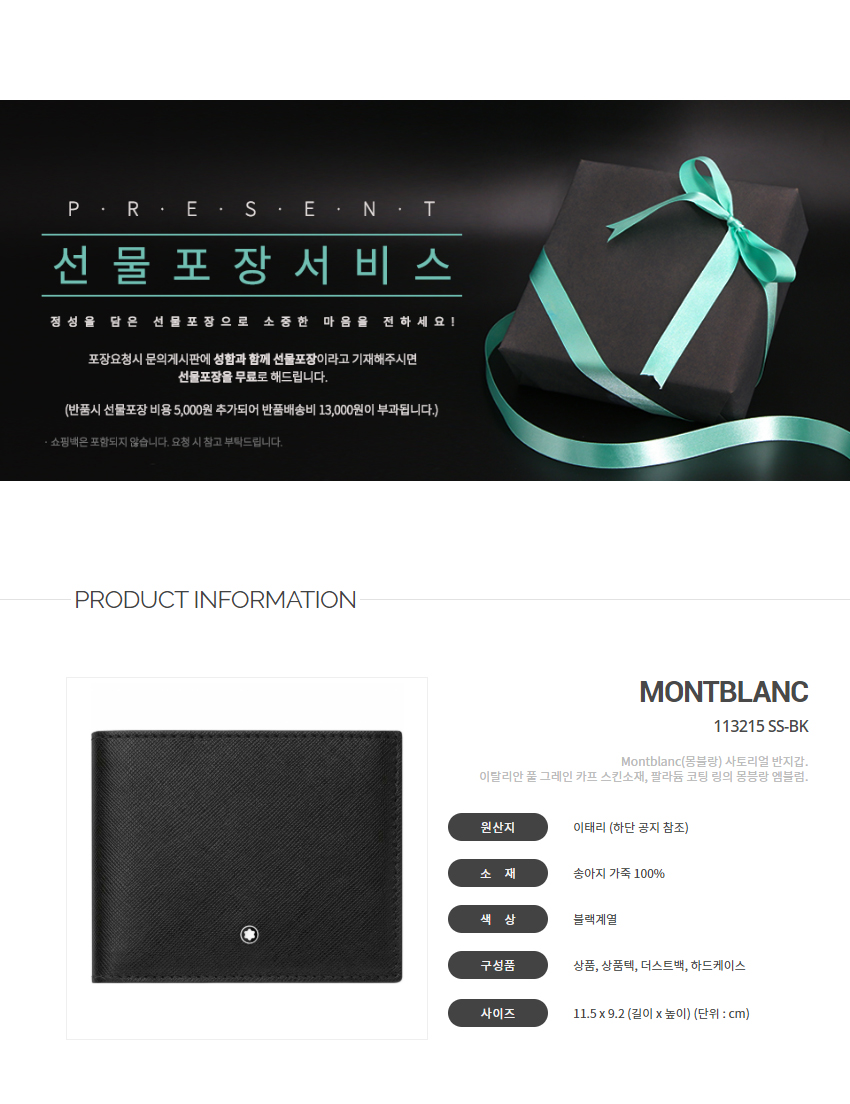 P · R · E · S · E · N · T
선물포장서비스
정성을 담은 선물포장으로 소중한 마음을 전하세요!
포장요청시 문의게시판에 성함과 함께 선물포장이라고 기재해주시면
선물포장을 무료로 해드립니다.
(반품시 선물포장 비용 5,000원 추가되어 반품배송비 13,000원이 부과됩니다.)
· 쇼핑백은 포함되지 않습니다. 요청 시 참고 부탁드립니다.
PRODUCT INFORMATION
MONTBLANC
113215 SS-BK
Montblanc(몽블랑) 사토리얼 반지갑.
이탈리안 풀 그레인 카프 스킨소재, 팔라듐 코팅 링의 몽블랑 엠블럼.
원산지 이태리 (하단 공지 참조)
소 재 송아지 가죽 100%
색 상 블랙계열
구성품 상품, 상품텍, 더스트백, 하드케이스
사이즈 11.5 x 9.2 (길이 x 높이) (단위 : cm)